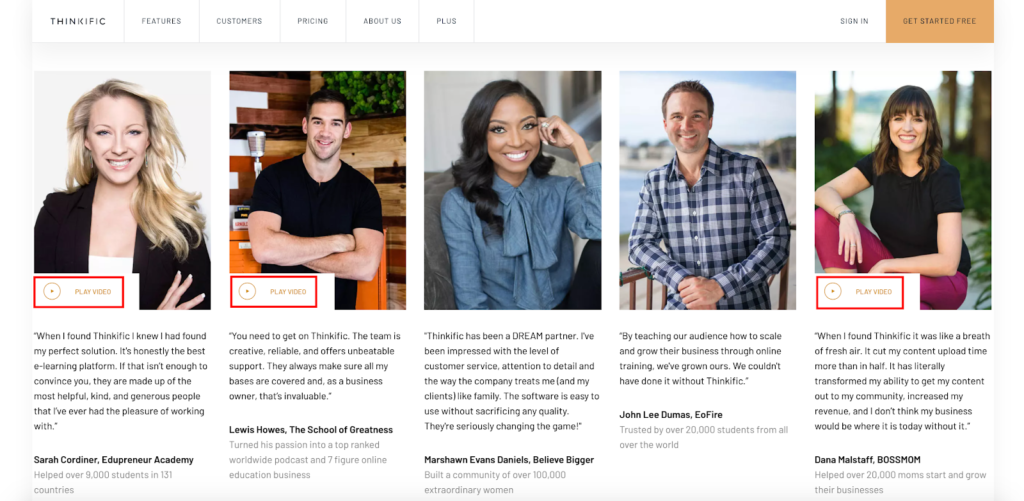 THINKIFIC FEATURES CUSTOMERS PRICING ABOUT US PLUS SIGN IN GET STARTED FREE
PLAY VIDEO
PLAY VIDEO
PLAY VIDEO
"When I found Thinkific I knew I had found
my perfect solution. It's honestly the best
e-learning platform. If that isn't enough to
convince you, they are made up of the
most helpful, kind, and generous people
that I've ever had the pleasure of working
with."
Sarah Cordiner, Edupreneur Academy
Helped over 9,000 students in 131
countries
"You need to get on Thinkific. The team is
creative, reliable, and offers unbeatable
support. They always make sure all my
bases are covered and, as a business
owner, that's invaluable."
Lewis Howes, The School of Greatness
Turned his passion into a top ranked
worldwide podcast and 7 figure online
education business
"Thinkific has been a DREAM partner. I've
been impressed with the level of
customer service, attention to detail and
the way the company treats me (and my
clients) like family. The software is easy to
use without sacrificing any quality.
They're seriously changing the game!"
Marshawn Evans Daniels, Believe Bigger
Built a community of over 100,000
extraordinary women
"By teaching our audience how to scale
and grow their business through online
training, we've grown ours. We couldn't
have done it without Thinkific."
John Lee Dumas, EoFire
Trusted by over 20,000 students from all
over the world
"When I found Thinkific it was like a breath
of fresh air. It cut my content upload time
more than in half. It has literally
transformed my ability to get my content
out to my community, increased my
revenue, and I don't think my business
would be where it is today without it."
Dana Malstaff, BOSSMOM
Helped over 20,000 moms start and grow
their businesses